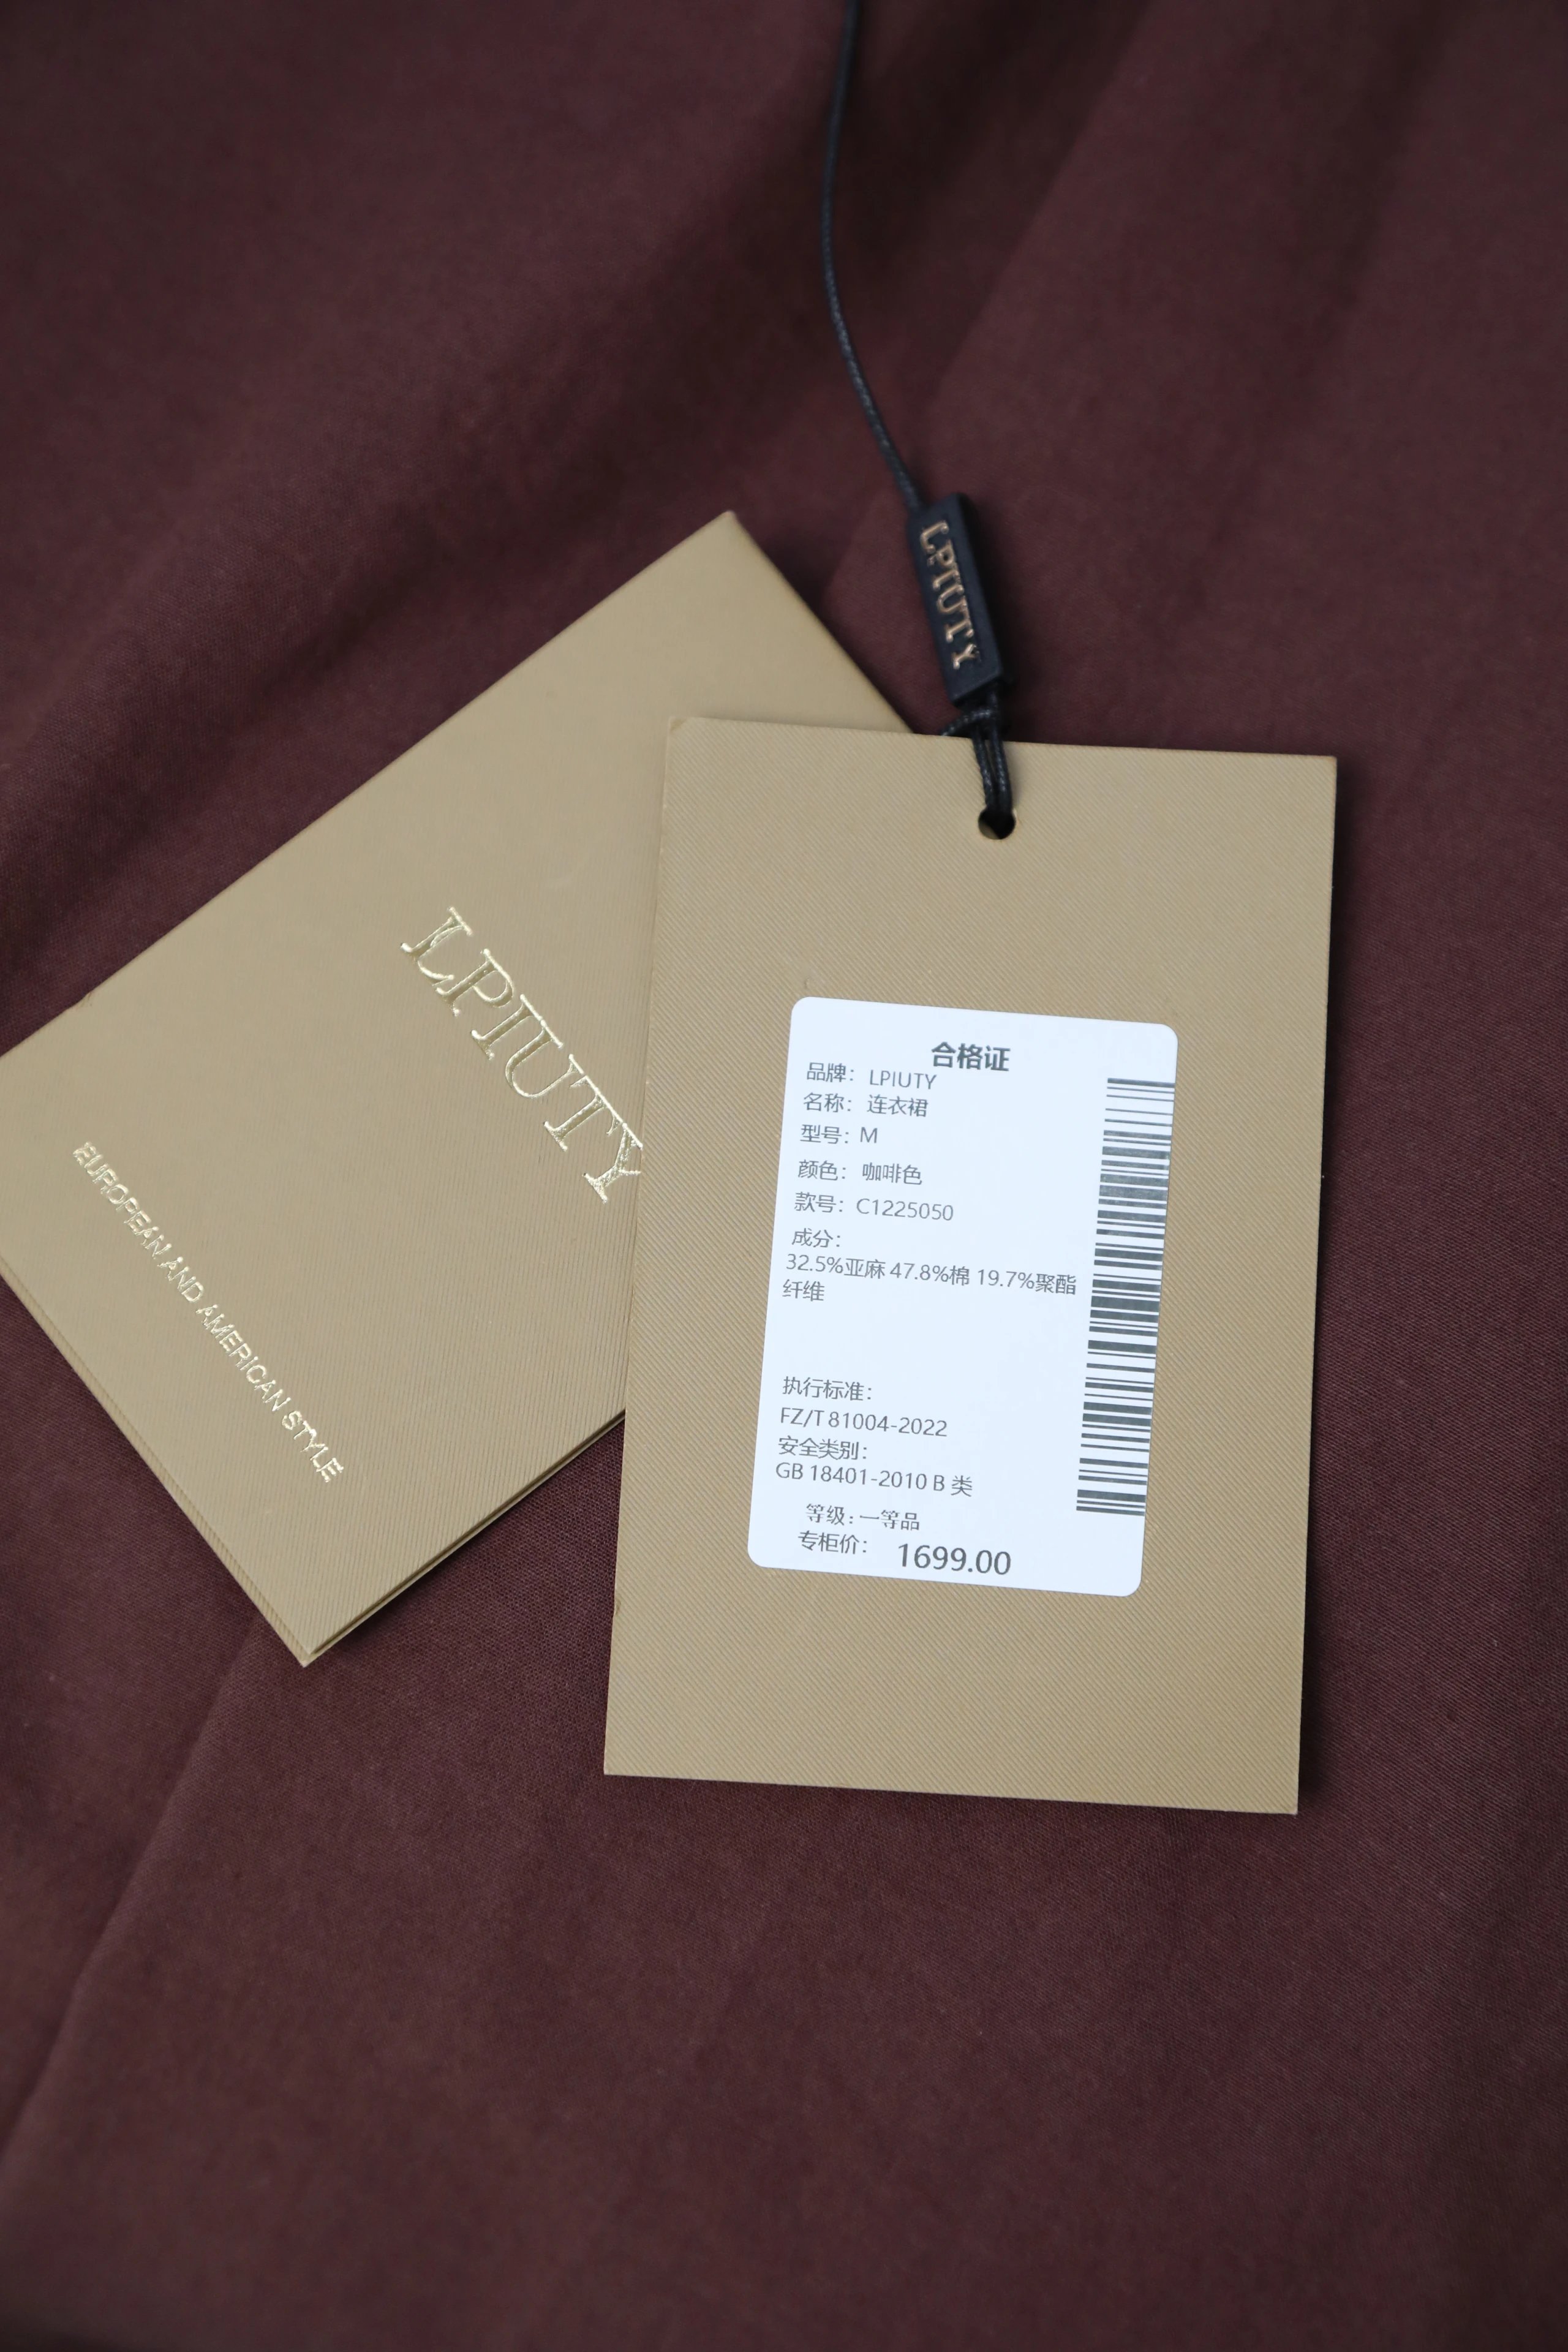 LPIUTY
LPIUTY
EUROPEAN AND AMERICAN STYLE
合格证
品牌: LPIUTY
名称: 连衣裙
型号: M
颜色: 咖啡色
款号: C1225050
成分:
32.5%亚麻 47.8%棉 19.7%聚酯
纤维
执行标准:
FZ/T 81004-2022
安全类别:
GB 18401-2010 B 类
等级: 一等品
专柜价: 1699.00